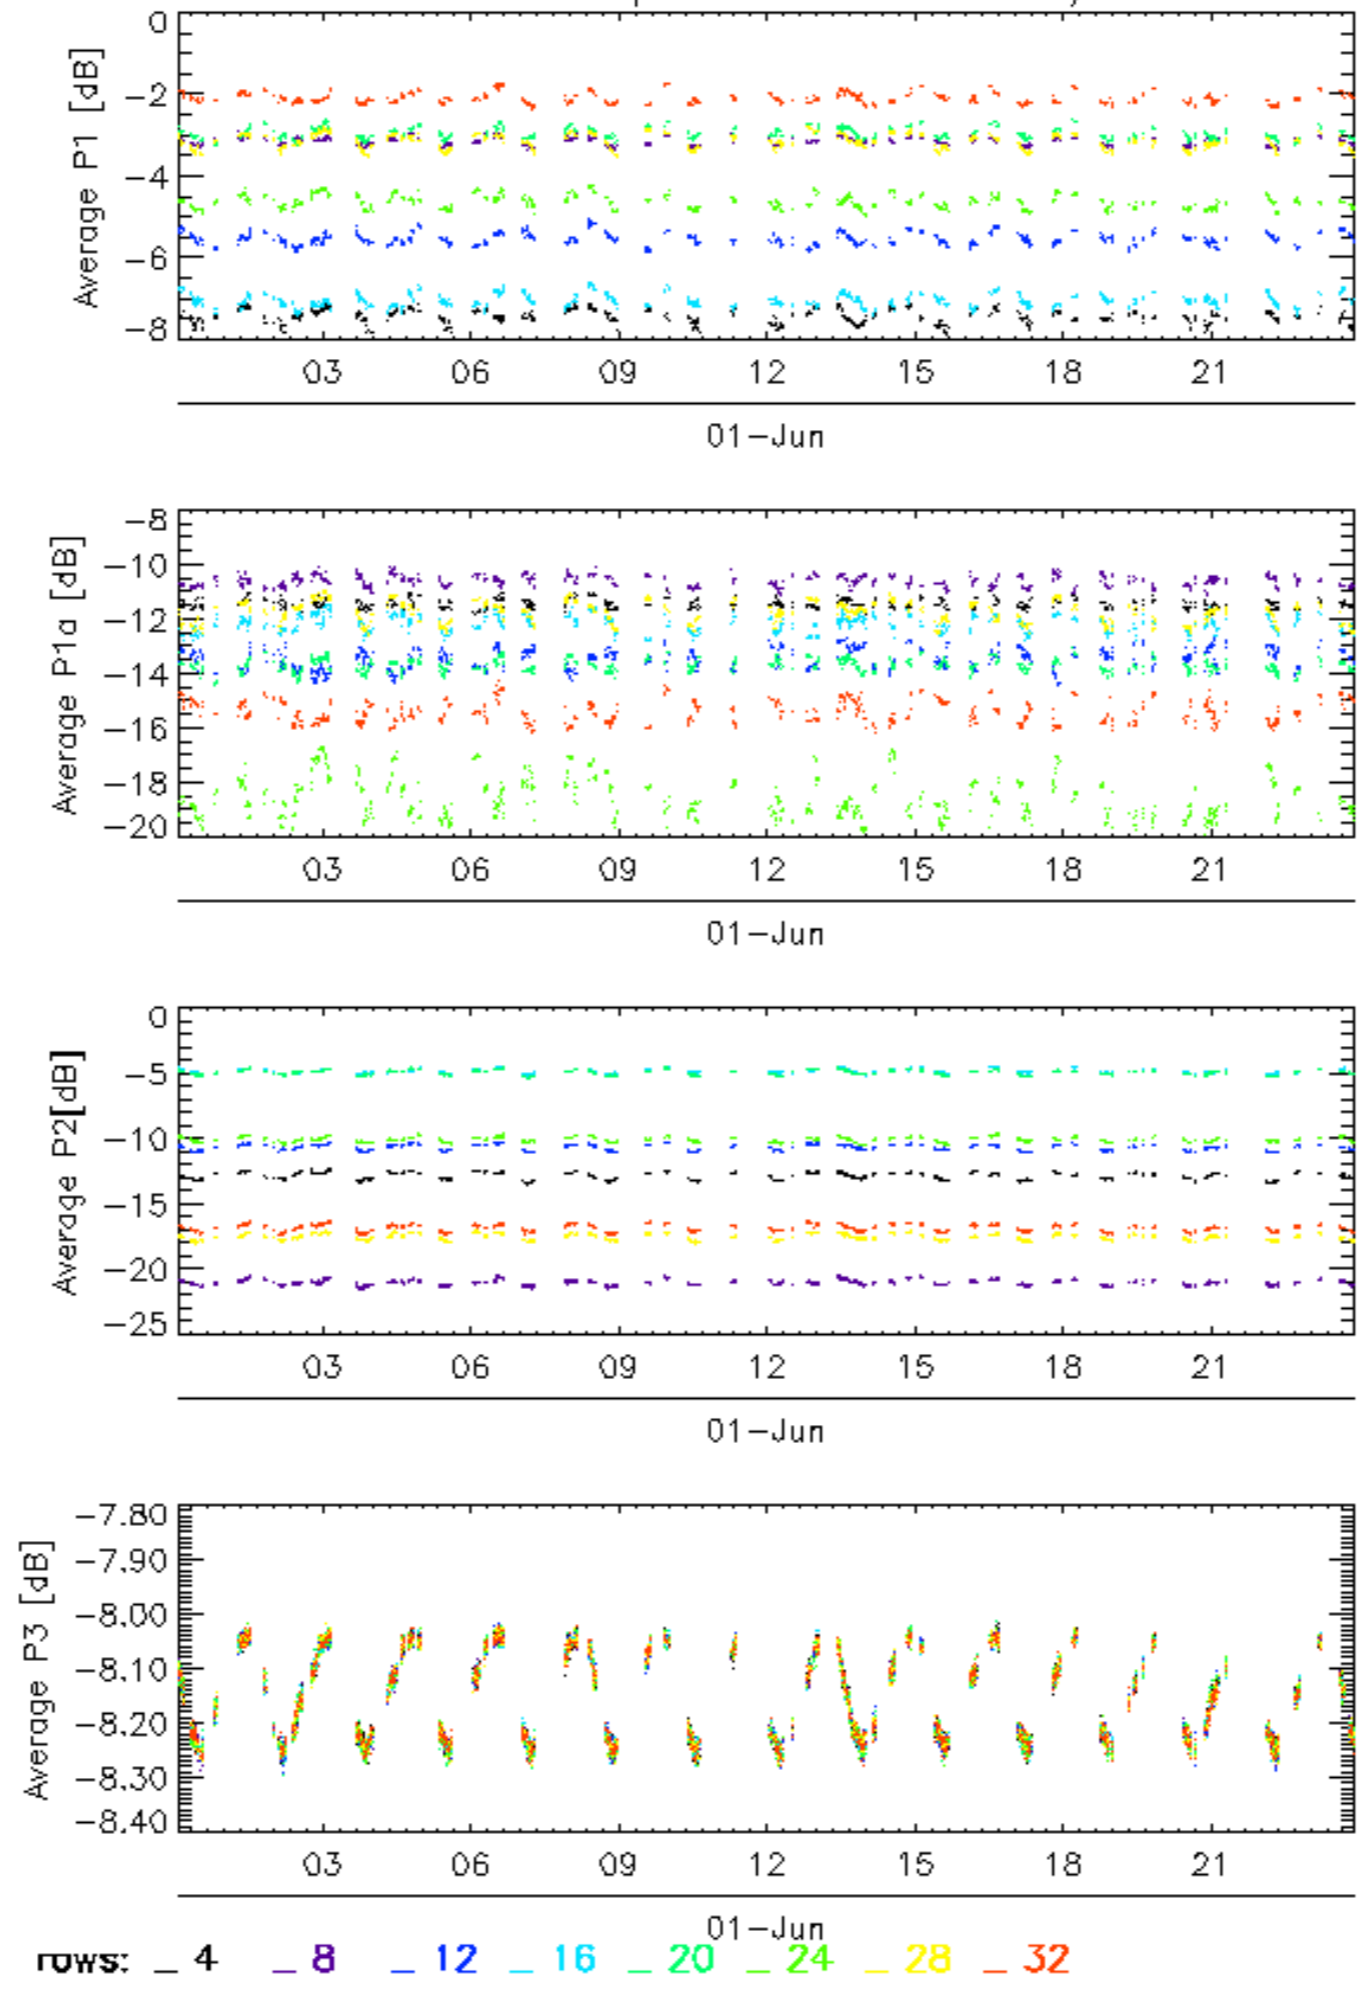 Average P1 [dB]
0
−2
−4
−6
−8
03 06 09 12 15 18 21
01−Jun
Average P1a [dB]
−8
−10
−12
−14
−16
−18
−20
03 06 09 12 15 18 21
01−Jun
Average P2[dB]
0
−5
−10
−15
−20
−25
03 06 09 12 15 18 21
01−Jun
Average P3 [dB]
−7.80
−7.90
−8.00
−8.10
−8.20
−8.30
−8.40
03 06 09 12 15 18 21
01−Jun
rows: _ 4 _ 8 _ 12 _ 16 _ 20 _ 24 _ 28 _ 32